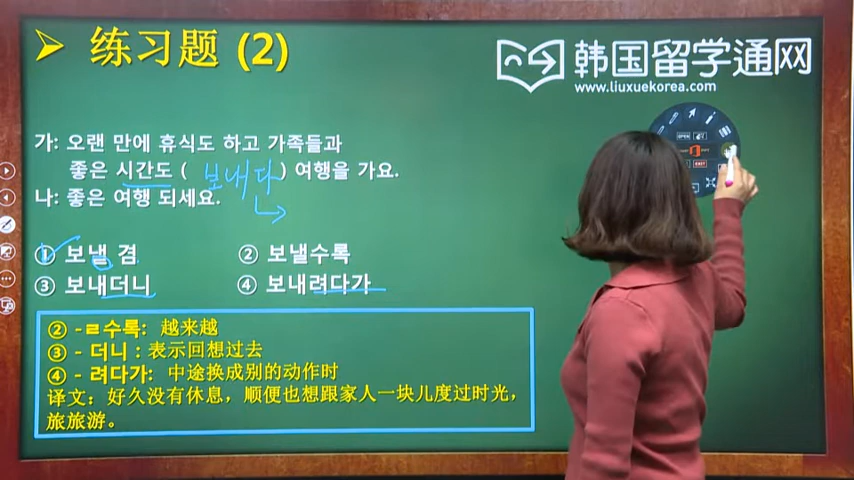 练习题 (2)
韩国留学通网
www.liuxuekorea.com
가: 오랜 만에 휴식도 하고 가족들과
좋은 시간도 ( 보내다 ) 여행을 가요.
나: 좋은 여행 되세요.
① 보낼 겸 ② 보낼수록
③ 보내더니 ④ 보내려다가
② -ㄹ수록: 越来越
③ - 더니 : 表示回想过去
④ - 려다가: 中途换成别的动作时
译文：好久没有休息，顺便也想跟家人一块儿度过时光，
旅旅游。